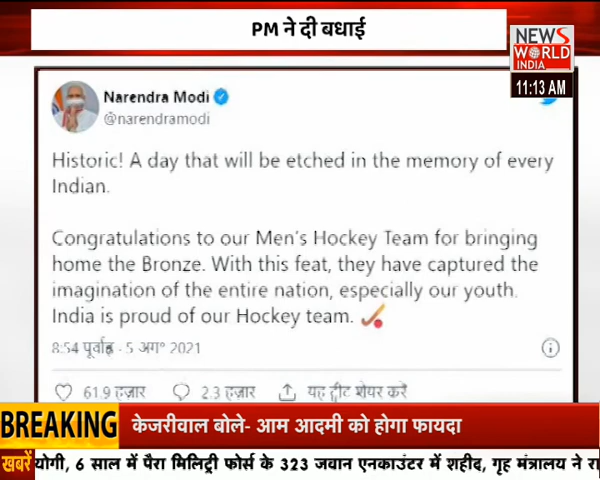 PM ने दी बधाई
NEWS
WORLD
INDIA
11:13 AM
Narendra Modi
@narendramodi
Historic! A day that will be etched in the memory of every
Indian.
Congratulations to our Men's Hockey Team for bringing
home the Bronze. With this feat, they have captured the
imagination of the entire nation, especially our youth.
India is proud of our Hockey team.
8:54 पूर्वाह्न · 5 अग॰ 2021
61.9 हज़ार 2.3 हज़ार यह ट्वीट शेयर करें
BREAKING केजरीवाल बोले- आम आदमी को होगा फायदा
खबरें योगी, 6 साल में पैरा मिलिट्री फोर्स के 323 जवान एनकाउंटर में शहीद, गृह मंत्रालय ने रा